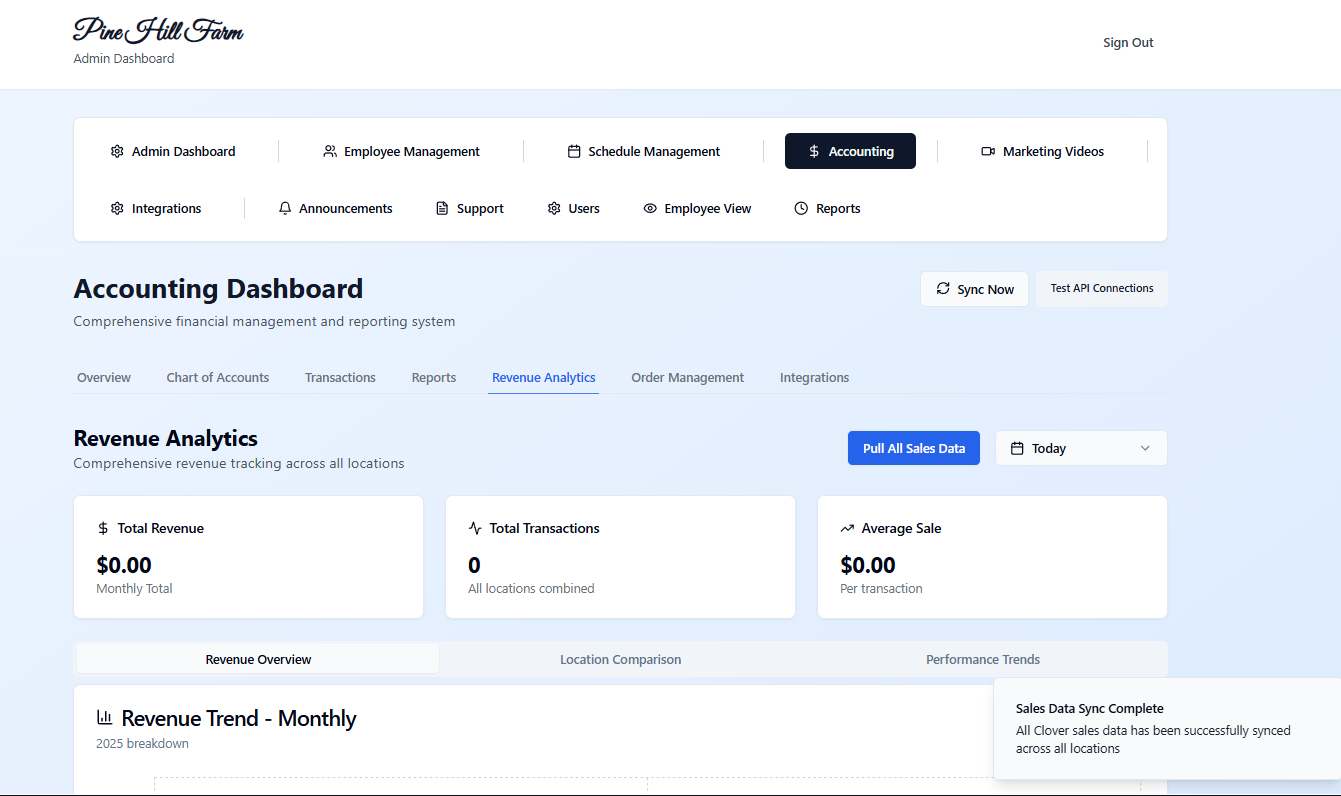 Pine Hill Farm
Admin Dashboard
Sign Out
Admin Dashboard
Employee Management
Schedule Management
Accounting
Marketing Videos
Integrations
Announcements
Support
Users
Employee View
Reports
Accounting Dashboard
Comprehensive financial management and reporting system
Sync Now
Test API Connections
Overview
Chart of Accounts
Transactions
Reports
Revenue Analytics
Order Management
Integrations
Revenue Analytics
Comprehensive revenue tracking across all locations
Pull All Sales Data
Today
Total Revenue
$0.00
Monthly Total
Total Transactions
0
All locations combined
Average Sale
$0.00
Per transaction
Revenue Overview
Location Comparison
Performance Trends
Revenue Trend - Monthly
2025 breakdown
Sales Data Sync Complete
All Clover sales data has been successfully synced
across all locations